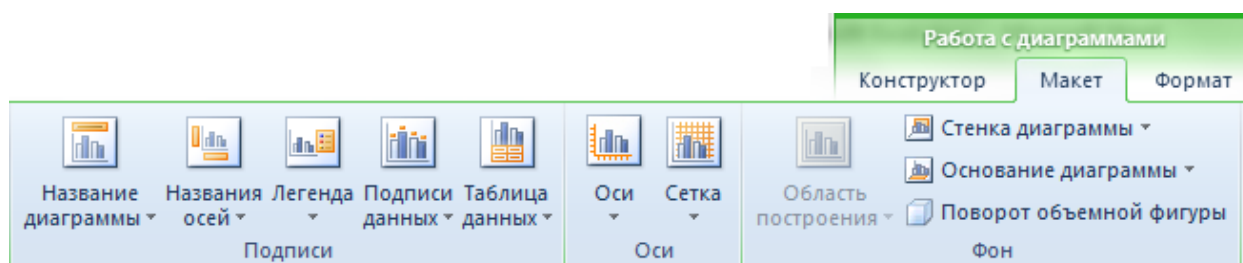 Работа с диаграммами
Конструктор Макет Формат
Название диаграммы
Названия осей
Легенда
Подписи данных
Таблица данных
Подписи
Оси
Сетка
Оси
Область построения
Стенка диаграммы
Основание диаграммы
Поворот объемной фигуры
Фон